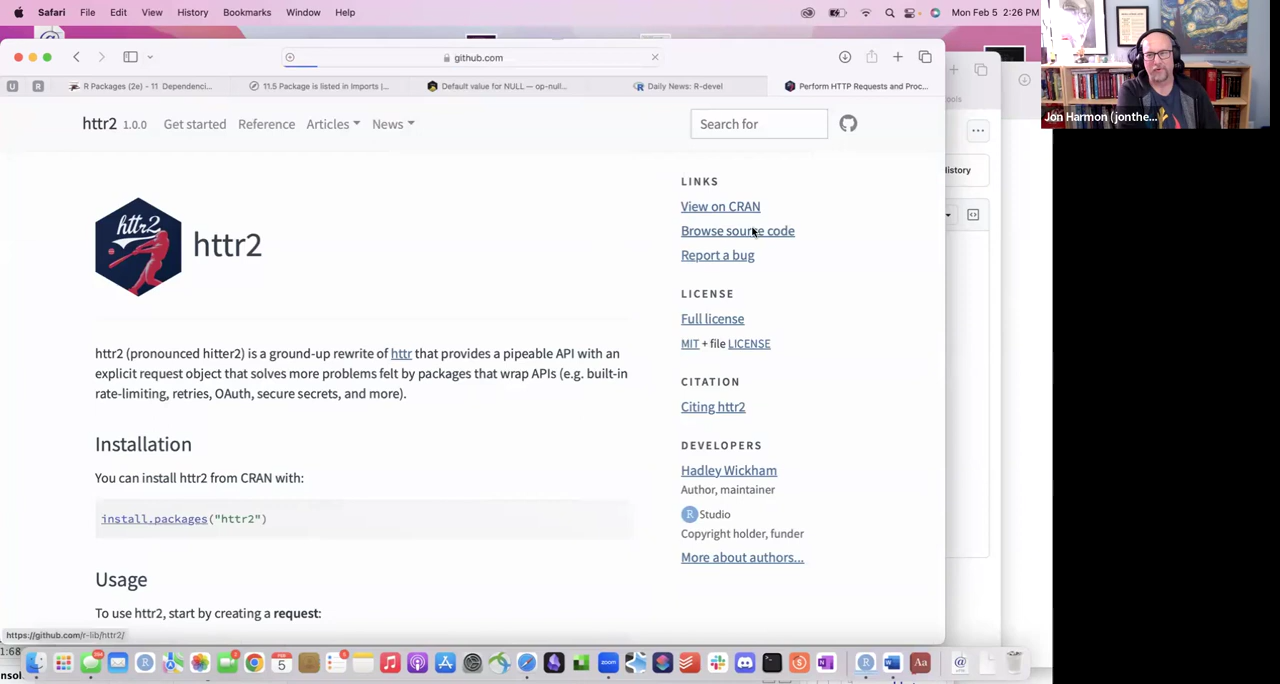 Safari File Edit View History Bookmarks Window Help Mon Feb 5 2:26 PM
github.com
U R R Packages (2e) - 11 Dependenci... 11.5 Package is listed in Imports |... Default value for NULL — op-null... Daily News: R-devel Perform HTTP Requests and Proc...
httr2 1.0.0 Get started Reference Articles News Search for
Jon Harmon (jonthe...
ools
listory
httr2
httr2
LINKS
View on CRAN
Browse source code
Report a bug
LICENSE
Full license
MIT + file LICENSE
CITATION
Citing httr2
DEVELOPERS
Hadley Wickham
Author, maintainer
R Studio
Copyright holder, funder
More about authors...
httr2 (pronounced hitter2) is a ground-up rewrite of httr that provides a pipeable API with an
explicit request object that solves more problems felt by packages that wrap APIs (e.g. built-in
rate-limiting, retries, OAuth, secure secrets, and more).
Installation
You can install httr2 from CRAN with:
install.packages("httr2")
Usage
To use httr2, start by creating a request:
https://github.com/r-lib/httr2/
1:68
nsol